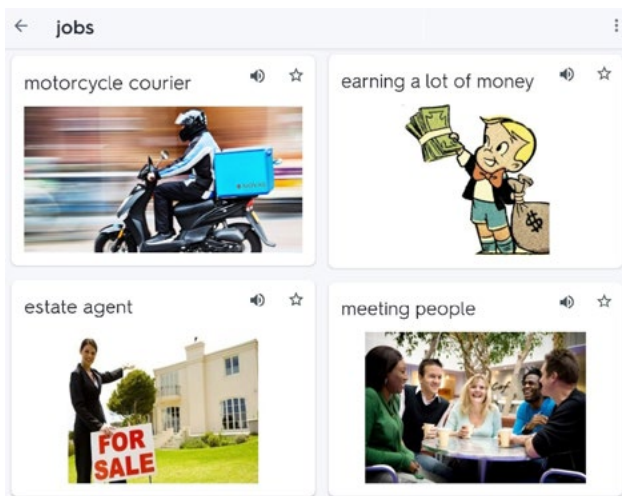 jobs
motorcycle courier
earning a lot of money
$
estate agent
meeting people
FOR
SALE